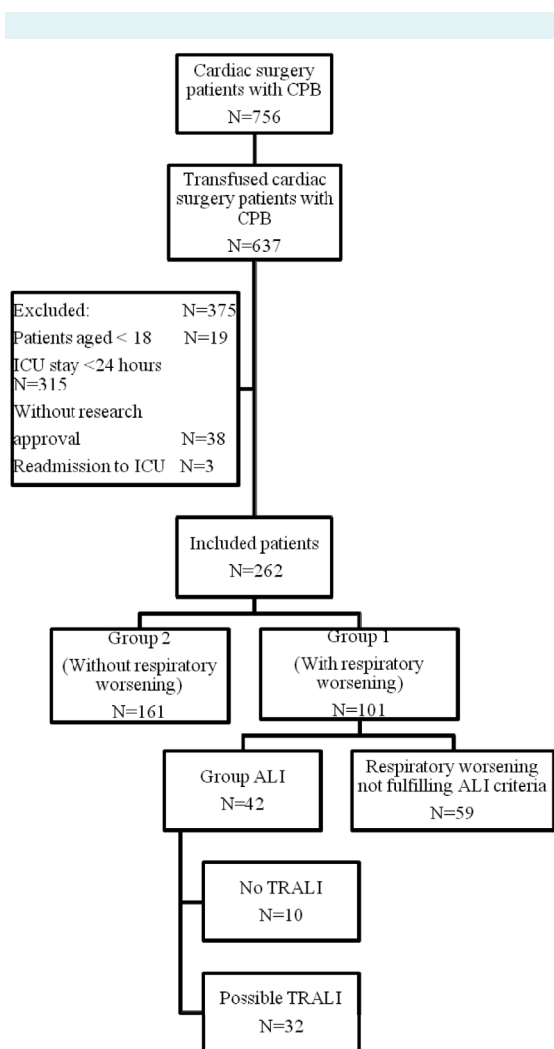 Cardiac surgery
patients with CPB
N=756
Transfused cardiac
surgery patients with
CPB
N=637
Excluded: N=375
Patients aged < 18 N=19
ICU stay <24 hours
N=315
Without research
approval N=38
Readmission to ICU N=3
Included patients
N=262
Group 2
(Without respiratory
worsening)
N=161
Group 1
(With respiratory
worsening)
N=101
Group ALI
N=42
Respiratory worsening
not fulfilling ALI criteria
N=59
No TRALI
N=10
Possible TRALI
N=32